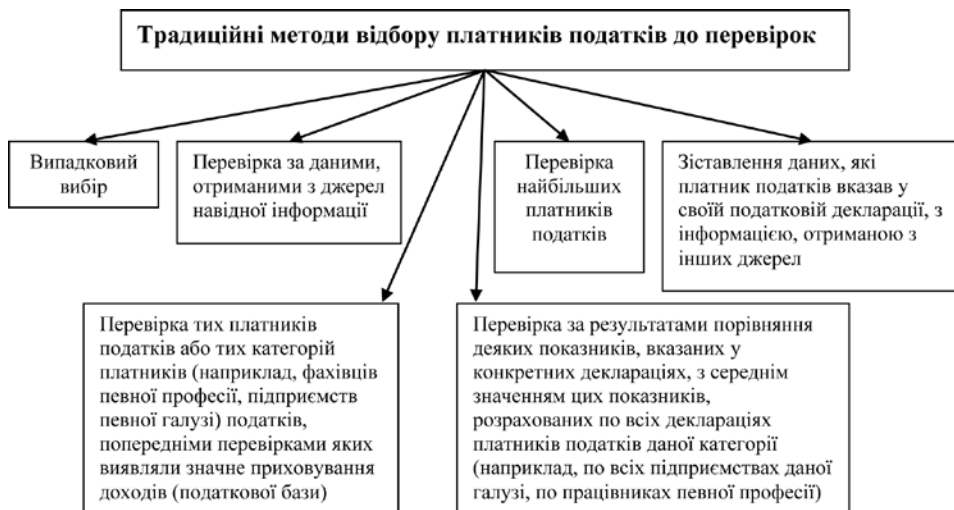 Традиційні методи відбору платників податків до перевірок
Випадковий
вибір
Перевірка за даними,
отриманими з джерел
навідної інформації
Перевірка
найбільших
платників
податків
Зіставлення даних, які
платник податків вказав у
своїй податковій декларації, з
інформацією, отриманою з
інших джерел
Перевірка тих платників
податків або тих категорій
платників (наприклад, фахівців
певної професії, підприємств
певної галузі) податків,
попередніми перевірками яких
виявляли значне приховування
доходів (податкової бази)
Перевірка за результатами порівняння
деяких показників, вказаних у
конкретних деклараціях, з середнім
значенням цих показників,
розрахованих по всіх деклараціях
платників податків даної категорії
(наприклад, по всіх підприємствах даної
галузі, по працівниках певної професії)